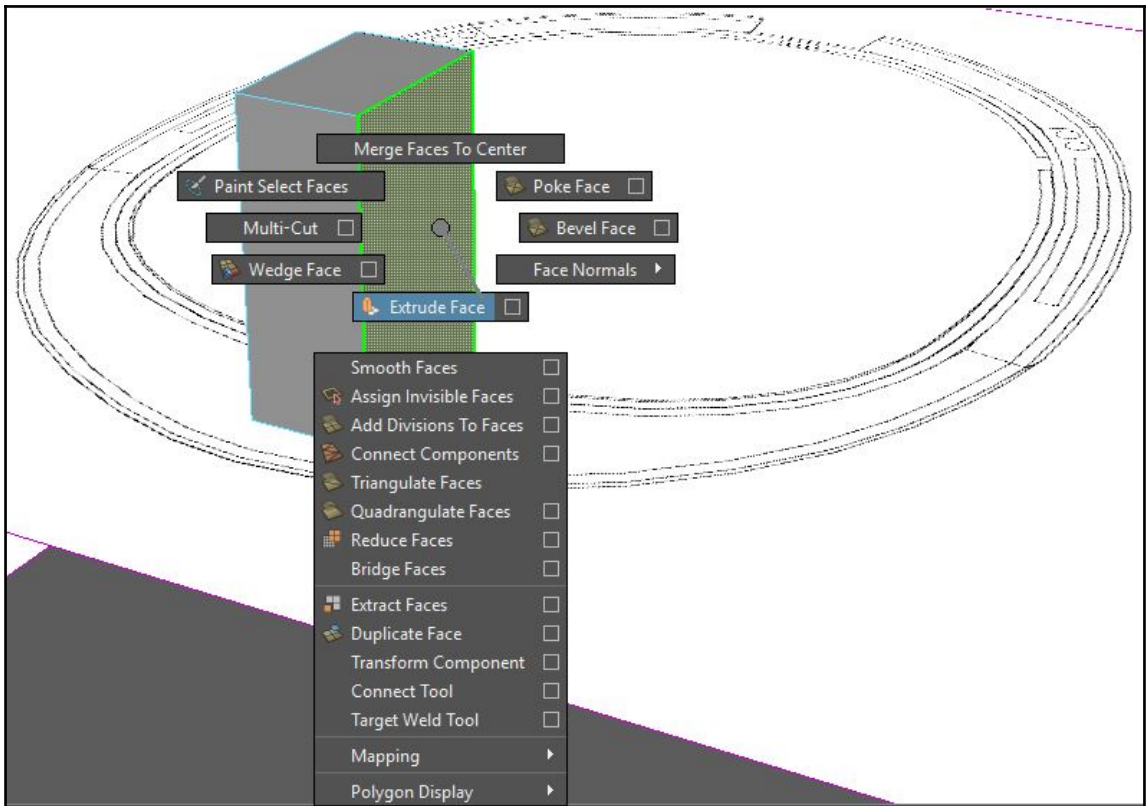 Merge Faces To Center
Paint Select Faces
Poke Face
Multi-Cut
Bevel Face
Wedge Face
Face Normals
Extrude Face
Smooth Faces
Assign Invisible Faces
Add Divisions To Faces
Connect Components
Triangulate Faces
Quadrangulate Faces
Reduce Faces
Bridge Faces
Extract Faces
Duplicate Face
Transform Component
Connect Tool
Target Weld Tool
Mapping
Polygon Display